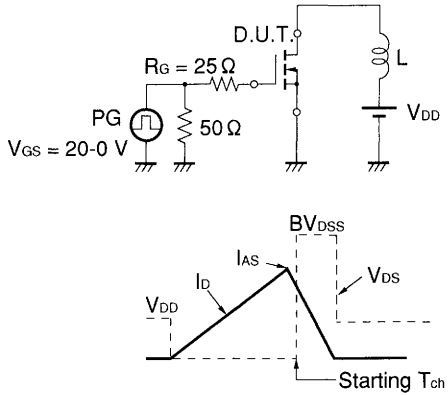 D.U.T.
RG = 25 Ω
L
PG
50 Ω
VDD
VGS = 20-0 V
BVDSS
IAS
ID
VDS
VDD
Starting Tch